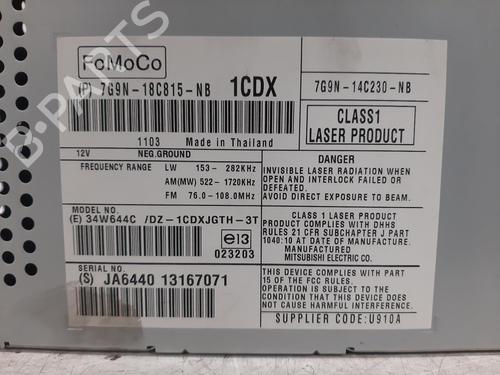 FoMoCo
(P) 7G9N-18C815-NB 1CDX
7G9N-14C230-NB
CLASS1
LASER PRODUCT
1103 Made in Thailand
12V NEG.GROUND
FREQUENCY RANGE LW 153- 282KHz
AM(MW) 522-1720KHz
FM 76.0-108.0MHz
DANGER
INVISIBLE LASER RADIATION WHEN
OPEN AND INTERLOCK FAILED OR
DEFEATED.
AVOID DIRECT EXPOSURE TO BEAM.
MODEL NO.
(E) 34W644C /DZ-1CDXJGTH-3T
e13
023203
CLASS 1 LASER PRODUCT
PRODUCT COMPLIES WITH DHHS
RULES 21 CFR SUBCHAPTER J PART
1040:10 AT DATE OF MANUFACTURE.
MITSUBISHI ELECTRIC CO.
SERIAL NO.
(S) JA6440 13167071
THIS DEVICE COMPLIES WITH PART
15 OF THE FCC RULES.
OPERATION IS SUBJECT TO THE
CONDITION THAT THIS DEVICE DOES
NOT CAUSE HARMFUL INTERFERENCE.
SUPPLIER CODE:U910A
B-PARTS